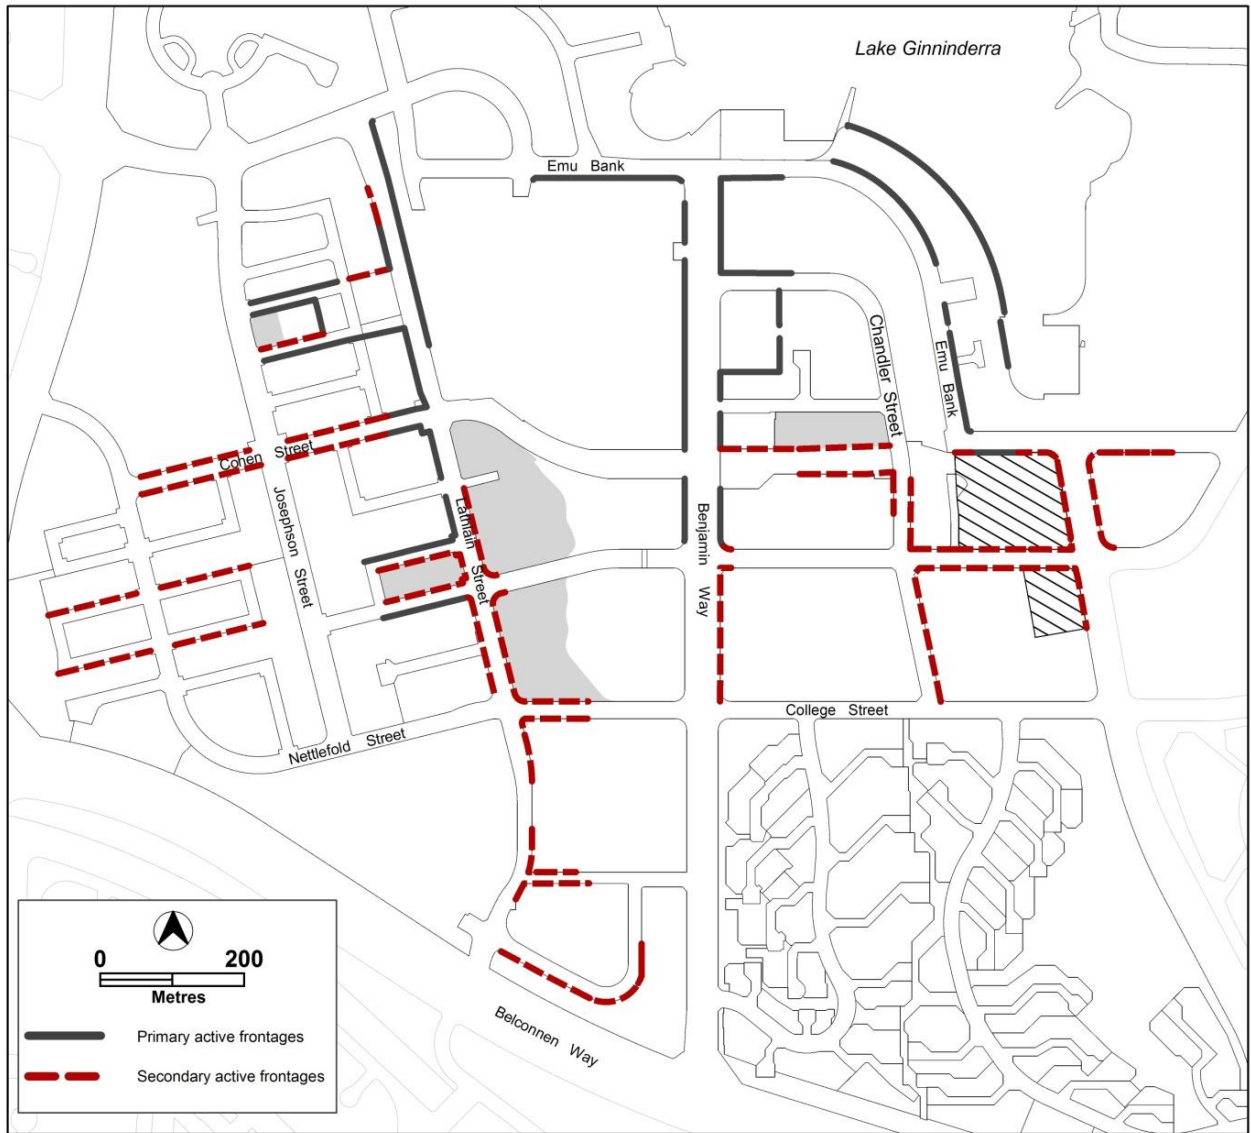 Lake Ginninderra
Emu Bank
Chandler Street
Emu Bank
Cohen Street
Josephson Street
Lathlain Street
Benjamin Way
College Street
Nettlefold Street
Belconnen Way
0 200
Metres
Primary active frontages
Secondary active frontages